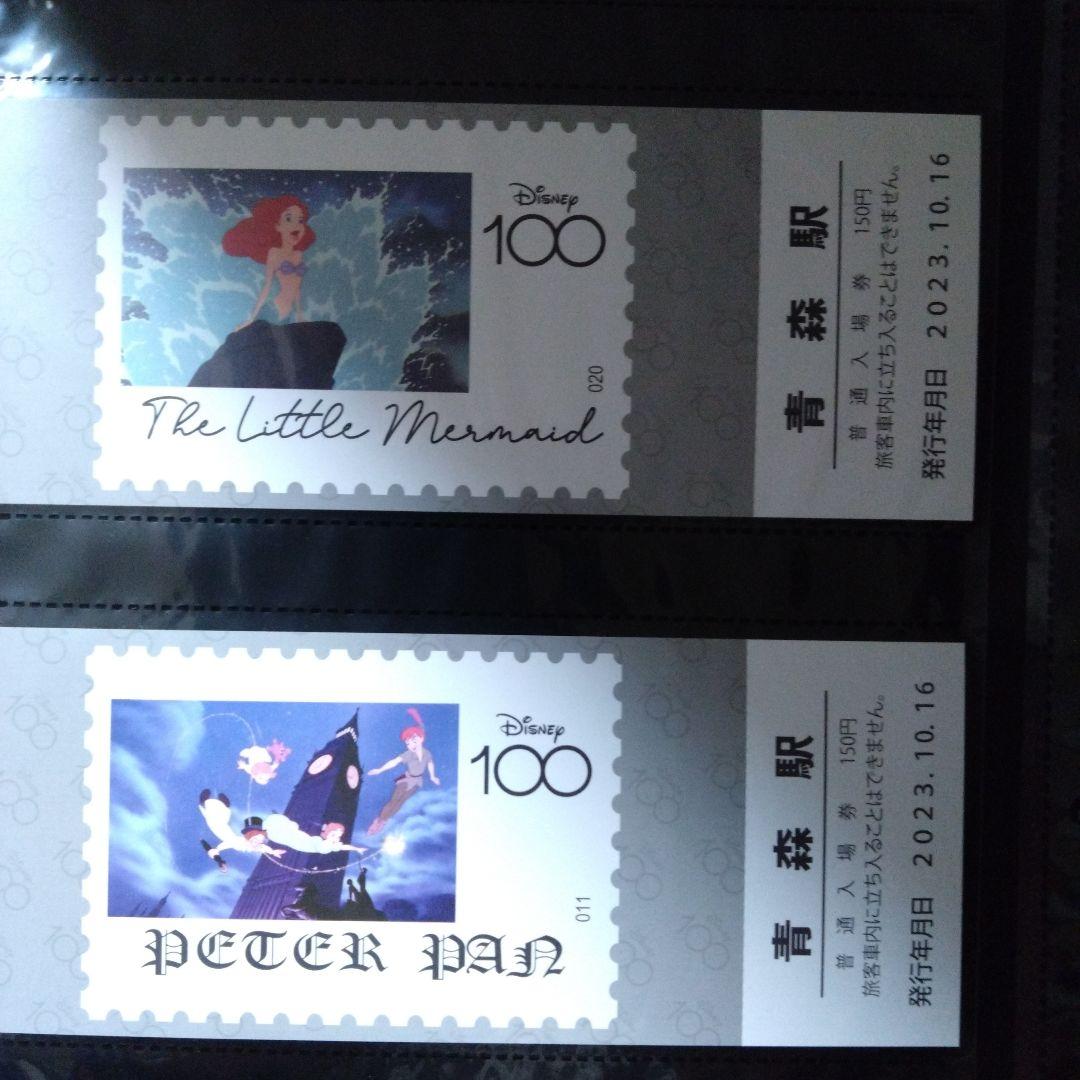 Disney
100
020
The Little Mermaid
青森駅
普通入場券 150円
旅客車内に立ち入ることはできません。
発行年月日 2023.10.16
Disney
100
011
PETER PAN
青森駅
普通入場券 150円
旅客車内に立ち入ることはできません。
発行年月日 2023.10.16